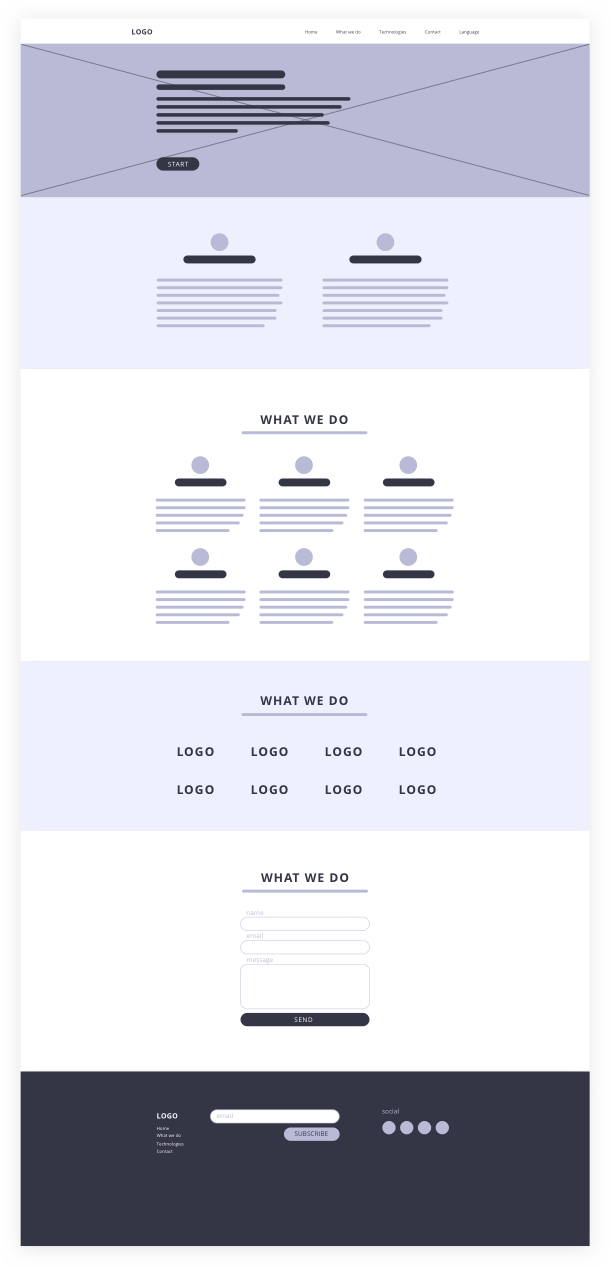 LOGO Home What we do Technologies Contact Language
START
WHAT WE DO
WHAT WE DO
LOGO LOGO LOGO LOGO
LOGO LOGO LOGO LOGO
WHAT WE DO
name
email
message
SEND
LOGO
Home
What we do
Technologies
Contact
email
SUBSCRIBE
social